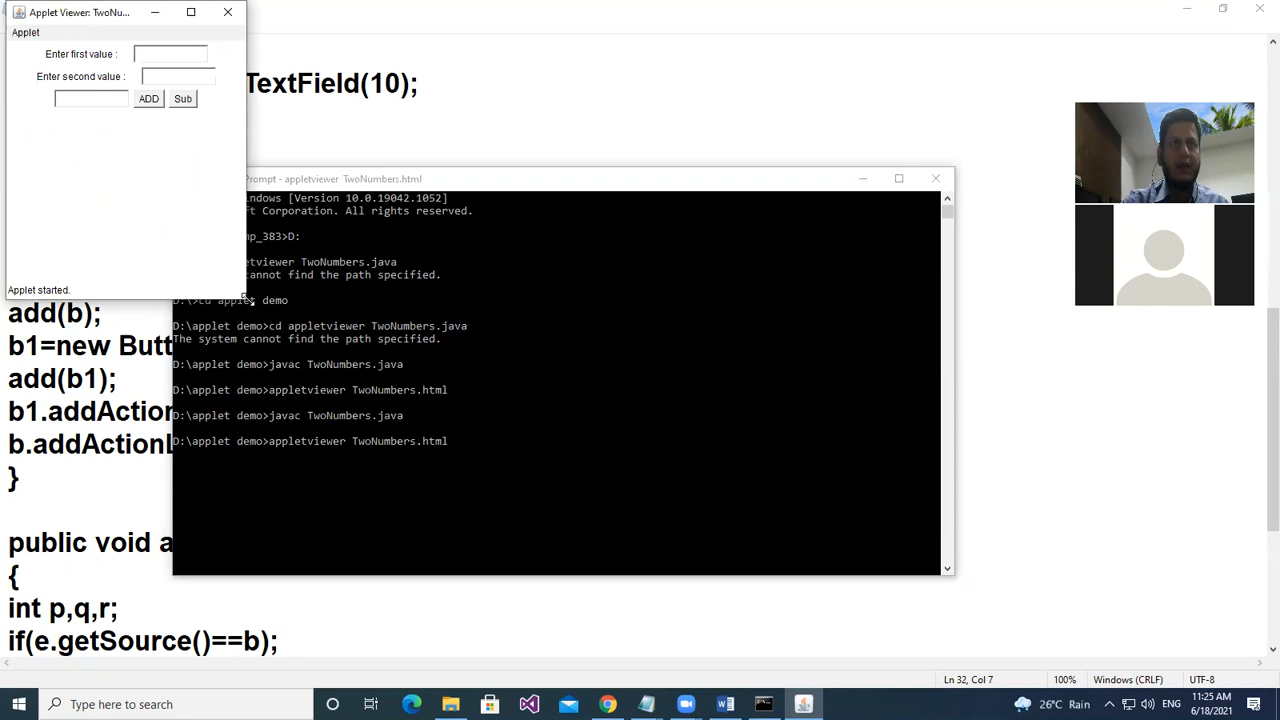 Applet Viewer: TwoNu...
Applet
Enter first value :
Enter second value :
ADD
Sub
Applet started.
TextField(10);
Prompt - appletviewer TwoNumbers.html
ndows [Version 10.0.19042.1052]
ft Corporation. All rights reserved.
mp_383>D:
etviewer TwoNumbers.java
cannot find the path specified.
D:\>cd applet demo
D:\applet demo>cd appletviewer TwoNumbers.java
The system cannot find the path specified.
D:\applet demo>javac TwoNumbers.java
D:\applet demo>appletviewer TwoNumbers.html
D:\applet demo>javac TwoNumbers.java
D:\applet demo>appletviewer TwoNumbers.html
add(b);
b1=new Butt
add(b1);
b1.addAction
b.addActionL
}
public void a
{
int p,q,r;
if(e.getSource()==b);
Ln 32, Col 7
100%
Windows (CRLF)
UTF-8
Type here to search
26°C Rain
ENG
11:25 AM
6/18/2021